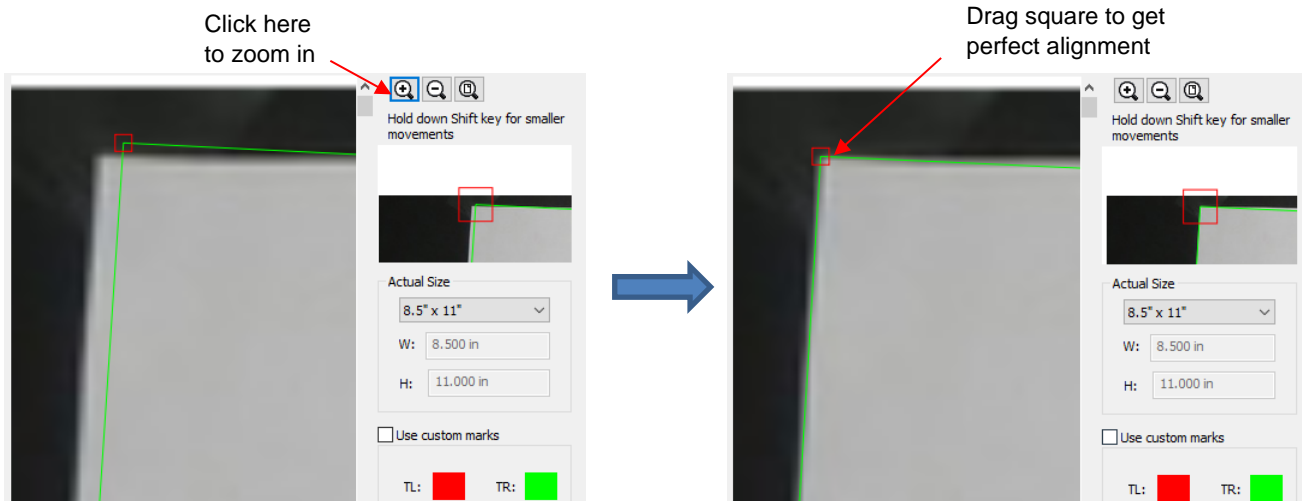 Click here
to zoom in
Drag square to get
perfect alignment
Hold down Shift key for smaller
movements
Actual Size
8.5" x 11"
W: 8.500 in
H: 11.000 in
Use custom marks
TL: TR:
Hold down Shift key for smaller
movements
Actual Size
8.5" x 11"
W: 8.500 in
H: 11.000 in
Use custom marks
TL: TR: